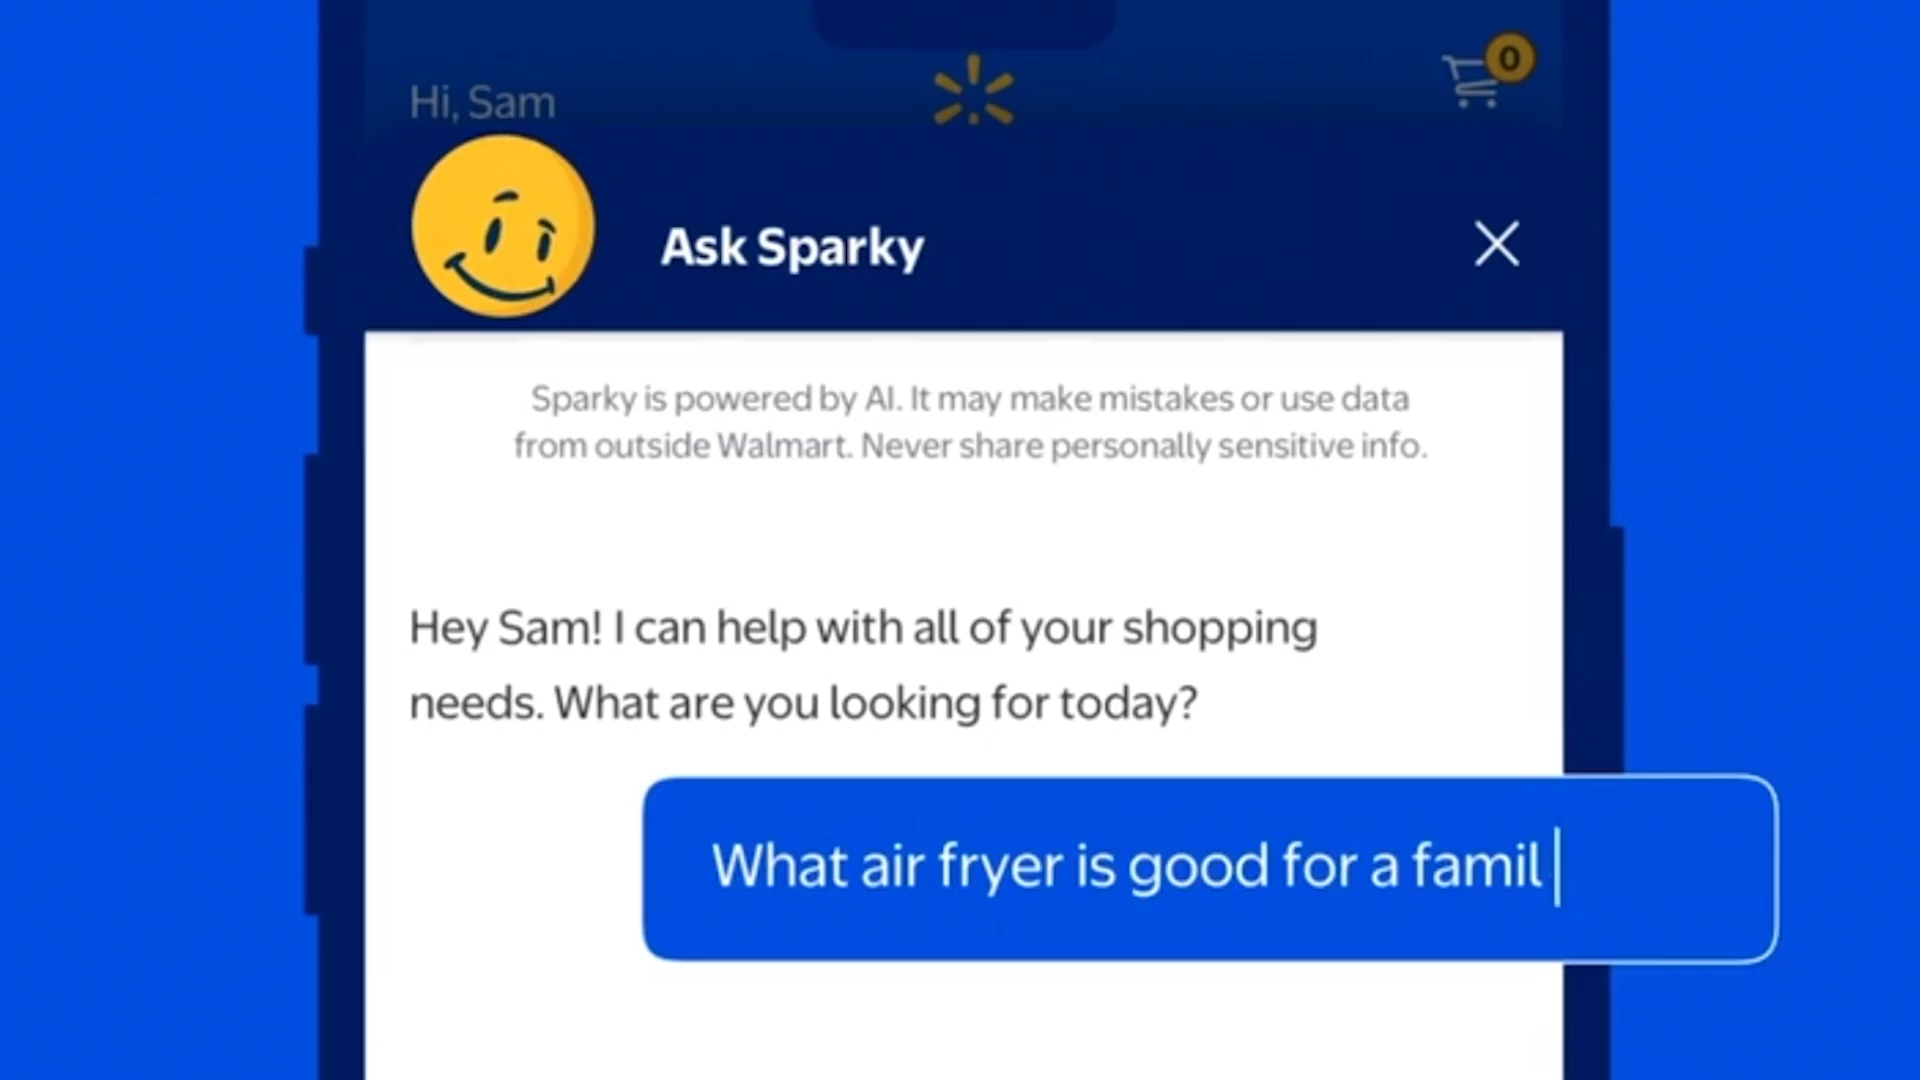 Hi, Sam
0
Ask Sparky
Sparky is powered by AI. It may make mistakes or use data
from outside Walmart. Never share personally sensitive info.
Hey Sam! I can help with all of your shopping
needs. What are you looking for today?
What air fryer is good for a famil